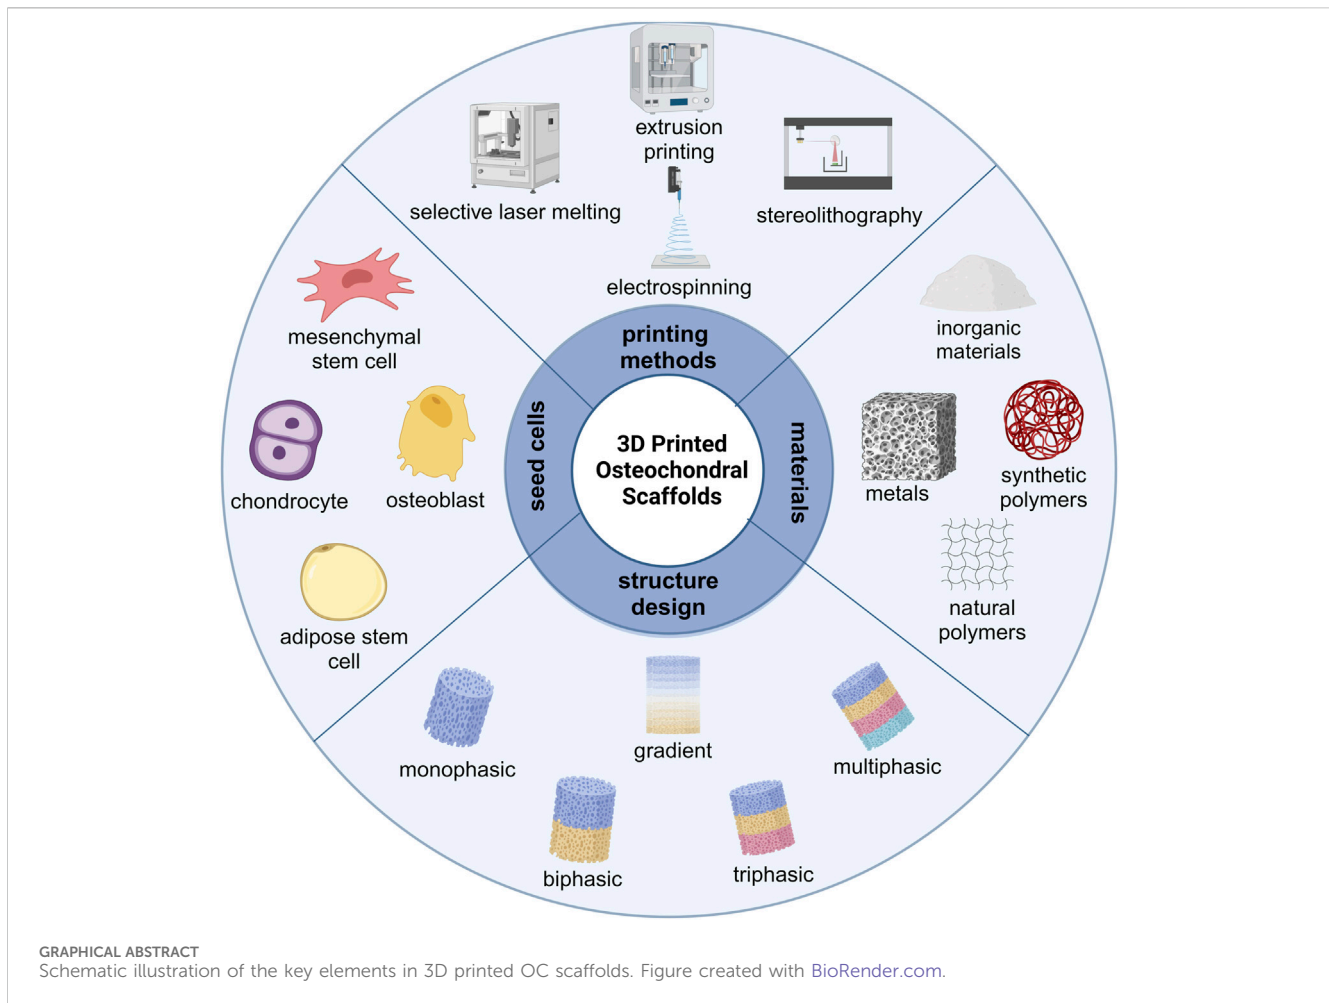 extrusion
printing
selective laser melting
stereolithography
electrospinning
mesenchymal
stem cell
chondrocyte
osteoblast
adipose stem
cell
inorganic
materials
metals
synthetic
polymers
natural
polymers
printing
methods
seed cells
materials
structure
design
3D Printed
Osteochondral
Scaffolds
monophasic
gradient
multiphasic
biphasic
triphasic
GRAPHICAL ABSTRACT
Schematic illustration of the key elements in 3D printed OC scaffolds. Figure created with BioRender.com.